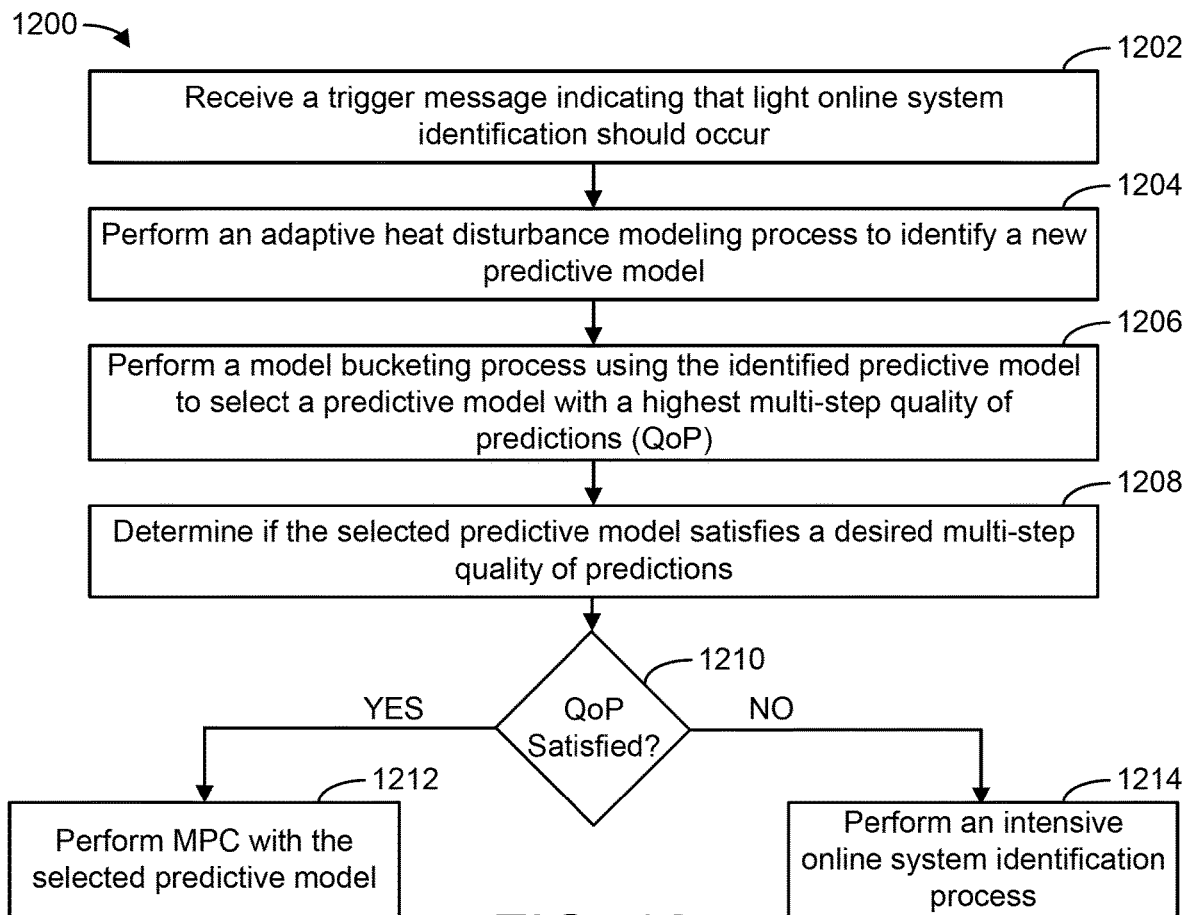 1200
1202
Receive a trigger message indicating that light online system
identification should occur
1204
Perform an adaptive heat disturbance modeling process to identify a new
predictive model
1206
Perform a model bucketing process using the identified predictive model
to select a predictive model with a highest multi-step quality of
predictions (QoP)
1208
Determine if the selected predictive model satisfies a desired multi-step
quality of predictions
1210
YES
QoP
Satisfied?
NO
1212
Perform MPC with the
selected predictive model
1214
Perform an intensive
online system identification
process